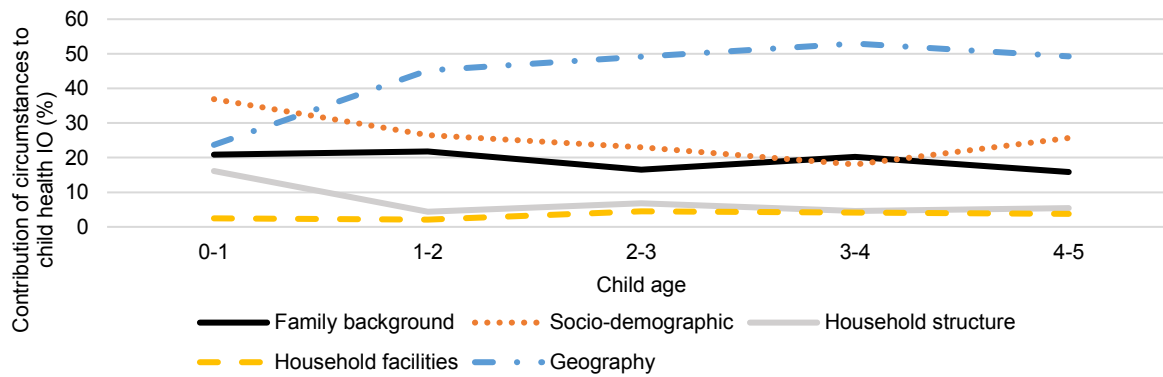 Contribution of circumstances to
child health IO (%)
60
50
40
30
20
10
0
0-1
1-2
2-3
3-4
4-5
Child age
Family background
Socio-demographic
Household structure
Household facilities
Geography